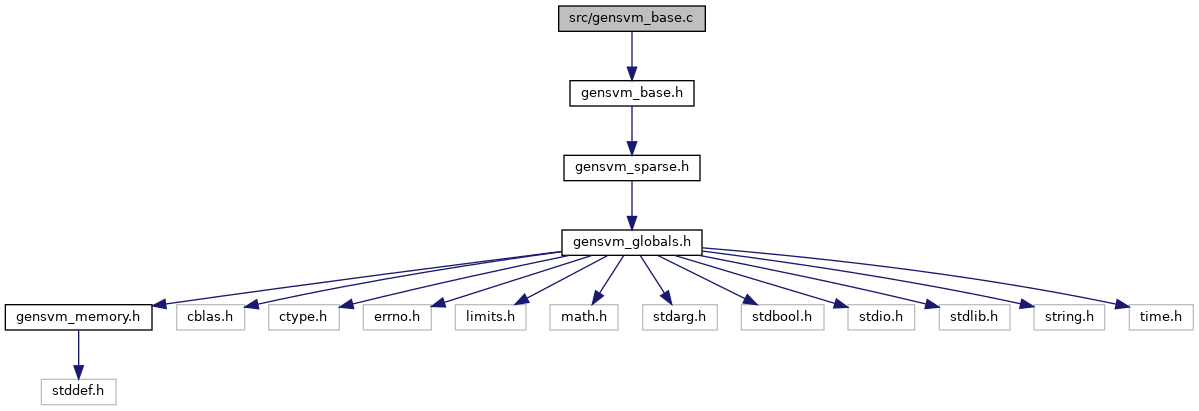 src/gensvm_base.c
gensvm_base.h
gensvm_sparse.h
gensvm_globals.h
gensvm_memory.h
cblas.h
ctype.h
errno.h
limits.h
math.h
stdarg.h
stdbool.h
stdio.h
stdlib.h
string.h
time.h
stddef.h